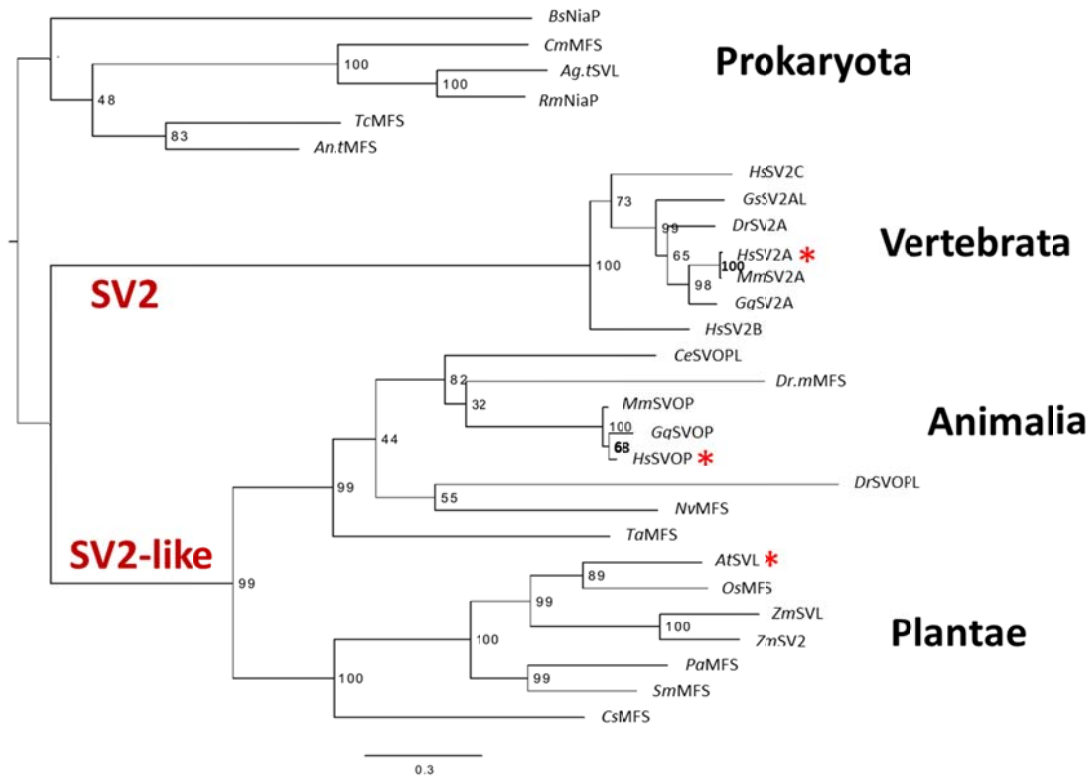 BsNiaP
CmMFS
Prokaryota
100
Ag.tSVL
100
RmNiaP
48
TcMFS
83
An.tMFS
HsSV2C
73
GsSV2AL
99
DrSV2A
Vertebrata
65
HsSV2A *
100
100
MmSV2A
98
SV2
GgSV2A
HsSV2B
CeSVOPL
82
Dr.mMFS
32
MmSVOP
Animalia
100
GgSVOP
44
68
HsSVOP *
DrSVOPL
99
55
NvMFS
TaMFS
SV2-like
AtSVL *
89
99
OsMFS
99
ZmSVL
100
Plantae
100
ZmSV2
PaMFS
100
99
SmMFS
CsMFS
0.3